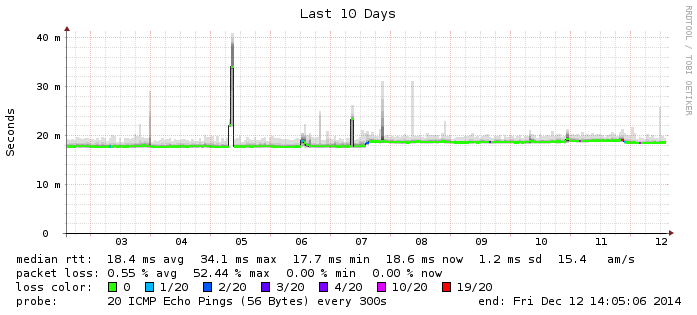 Last 10 Days
RRDTOOL / TOBI OETIKER
Seconds
40 m
30 m
20 m
10 m
0
03 04 05 06 07 08 09 10 11 12
median rtt: 18.4 ms avg 34.1 ms max 17.7 ms min 18.6 ms now 1.2 ms sd 15.4 am/s
packet loss: 0.55 % avg 52.44 % max 0.00 % min 0.00 % now
loss color: 0 1/20 2/20 3/20 4/20 10/20 19/20
probe: 20 ICMP Echo Pings (56 Bytes) every 300s end: Fri Dec 12 14:05:06 2014